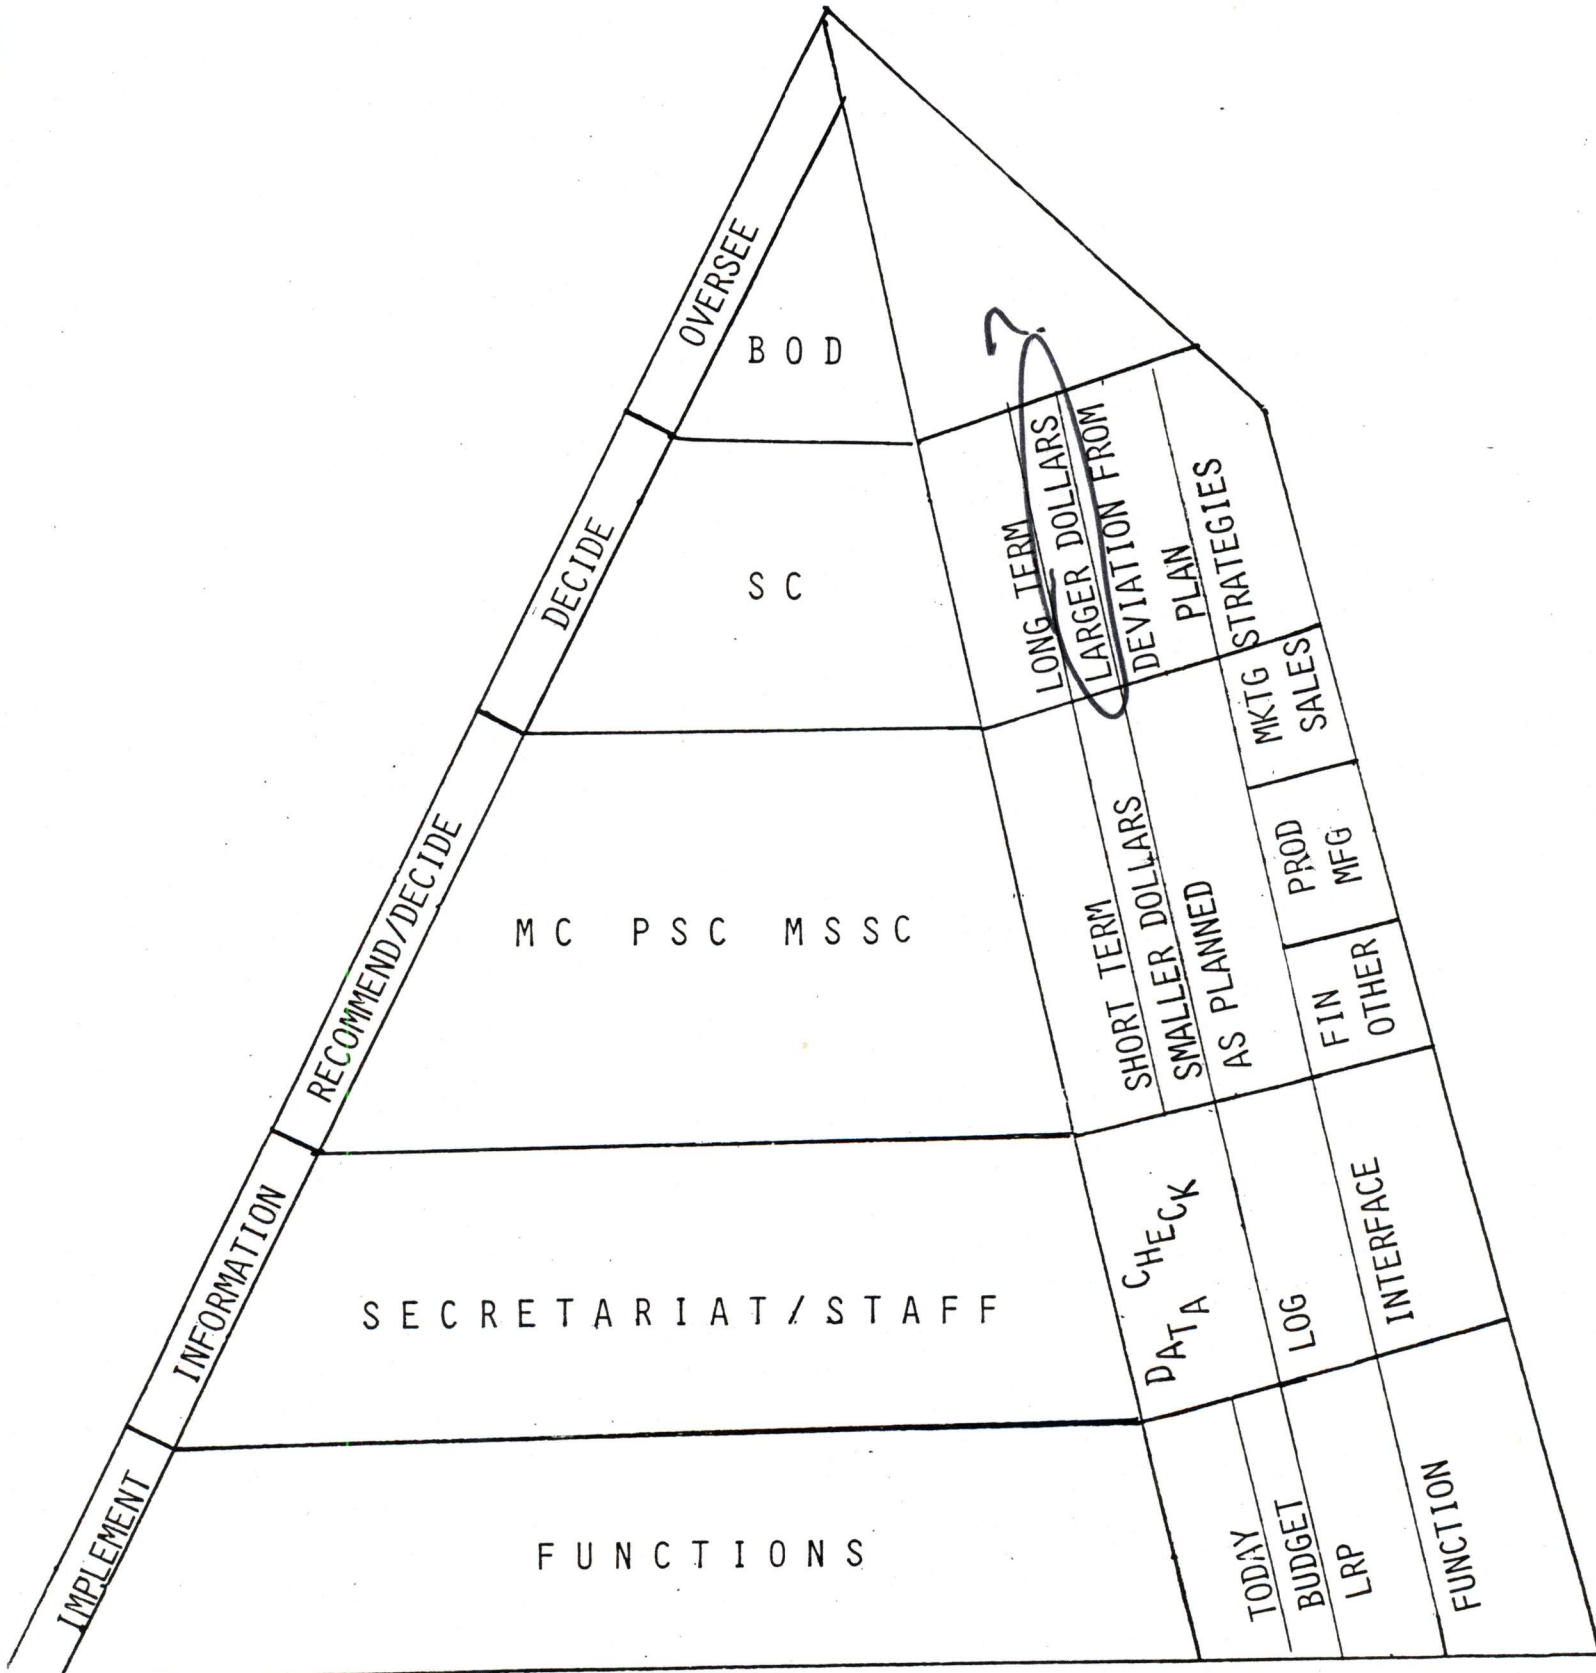 OVERSEE
BOD
?
DECIDE
SC
LONG TERM
LARGER DOLLARS
DEVIATION FROM
PLAN
STRATEGIES
RECOMMEND/DECIDE
MC PSC MSSC
SHORT TERM
SMALLER DOLLARS
AS PLANNED
MKTG
SALES
PROD
MFG
FIN
OTHER
INFORMATION
SECRETARIAT/STAFF
DATA CHECK
LOG
INTERFACE
IMPLEMENT
FUNCTIONS
TODAY
BUDGET
LRP
FUNCTION